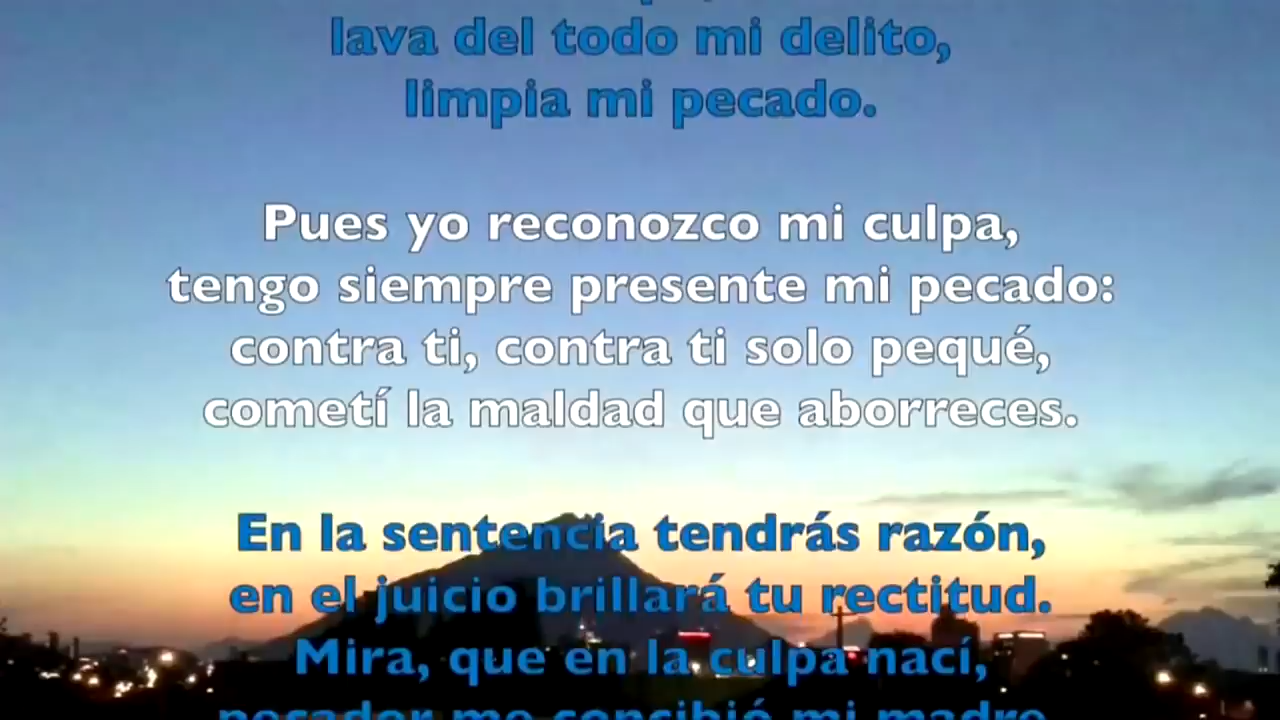 lava del todo mi delito,
limpia mi pecado.
Pues yo reconozco mi culpa,
tengo siempre presente mi pecado:
contra ti, contra ti solo pequé,
cometí la maldad que aborreces.
En la sentencia tendrás razón,
en el juicio brillará tu rectitud.
Mira, que en la culpa nací,
pecador me concibió mi madre